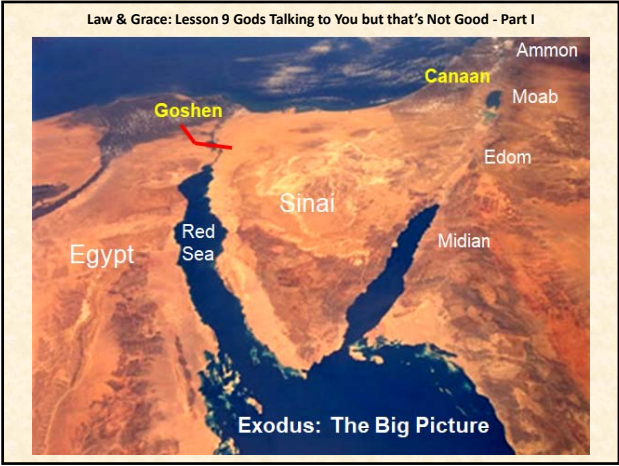 Law & Grace: Lesson 9 Gods Talking to You but that's Not Good - Part I
Ammon
Canaan
Moab
Goshen
Edom
Sinai
Red
Sea
Midian
Egypt
Exodus: The Big Picture